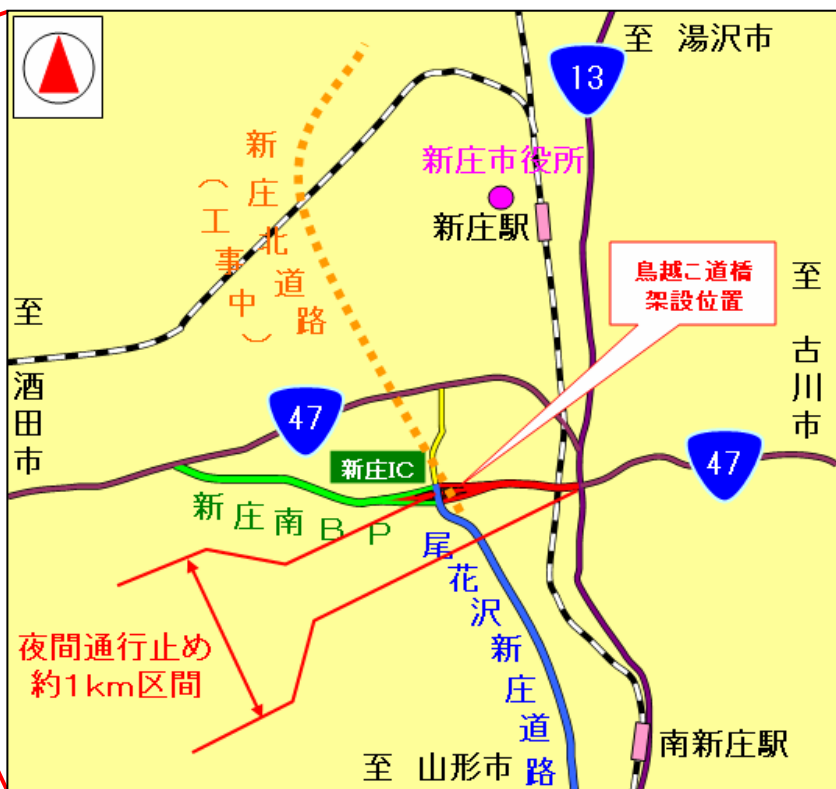 至 湯沢市
13
新庄市役所
新庄駅
新庄北道路
(工事中)
鳥越こ道橋
架設位置
至 古川市
至 酒田市
47
新庄IC
47
新庄南BP
尾花沢新庄道路
夜間通行止め
約1km区間
南新庄駅
至 山形市